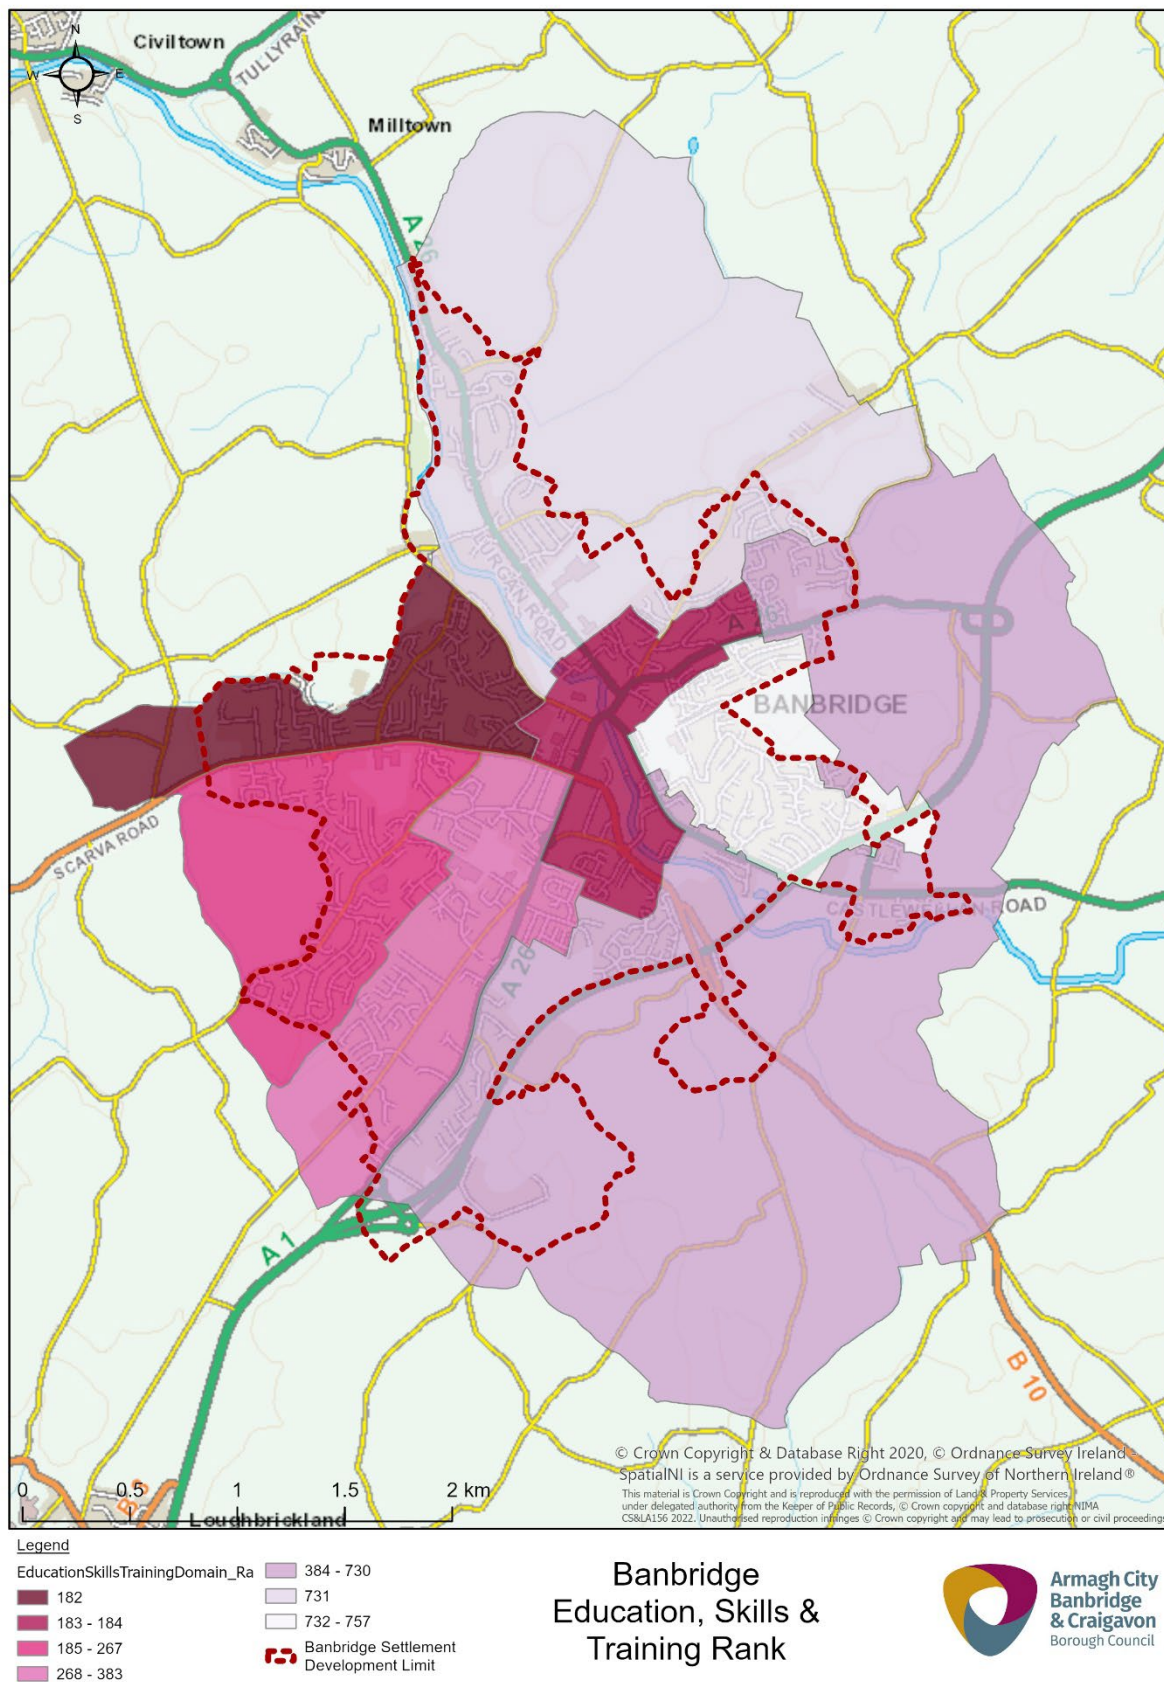 Civiltown
TULLYRAINE
N
W
E
S
Milltown
A 26
LURGAN ROAD
A 26
BANBRIDGE
SCARVA ROAD
CASTLEWELLAN ROAD
A 26
A 1
B 10
B 3
Loughbrickland
0 0.5 1 1.5 2 km
© Crown Copyright & Database Right 2020, © Ordnance Survey Ireland -
SpatialNI is a service provided by Ordnance Survey of Northern Ireland ®
This material is Crown Copyright and is reproduced with the permission of Land & Property Services,
under delegated authority from the Keeper of Public Records, © Crown copyright and database right NIMA
CS&LA156 2022. Unauthorised reproduction infringes © Crown copyright and may lead to prosecution or civil proceedings
Legend
EducationSkillsTrainingDomain_Ra
182
183 - 184
185 - 267
268 - 383
384 - 730
731
732 - 757
Banbridge Settlement
Development Limit
Banbridge
Education, Skills &
Training Rank
Armagh City
Banbridge
& Craigavon
Borough Council